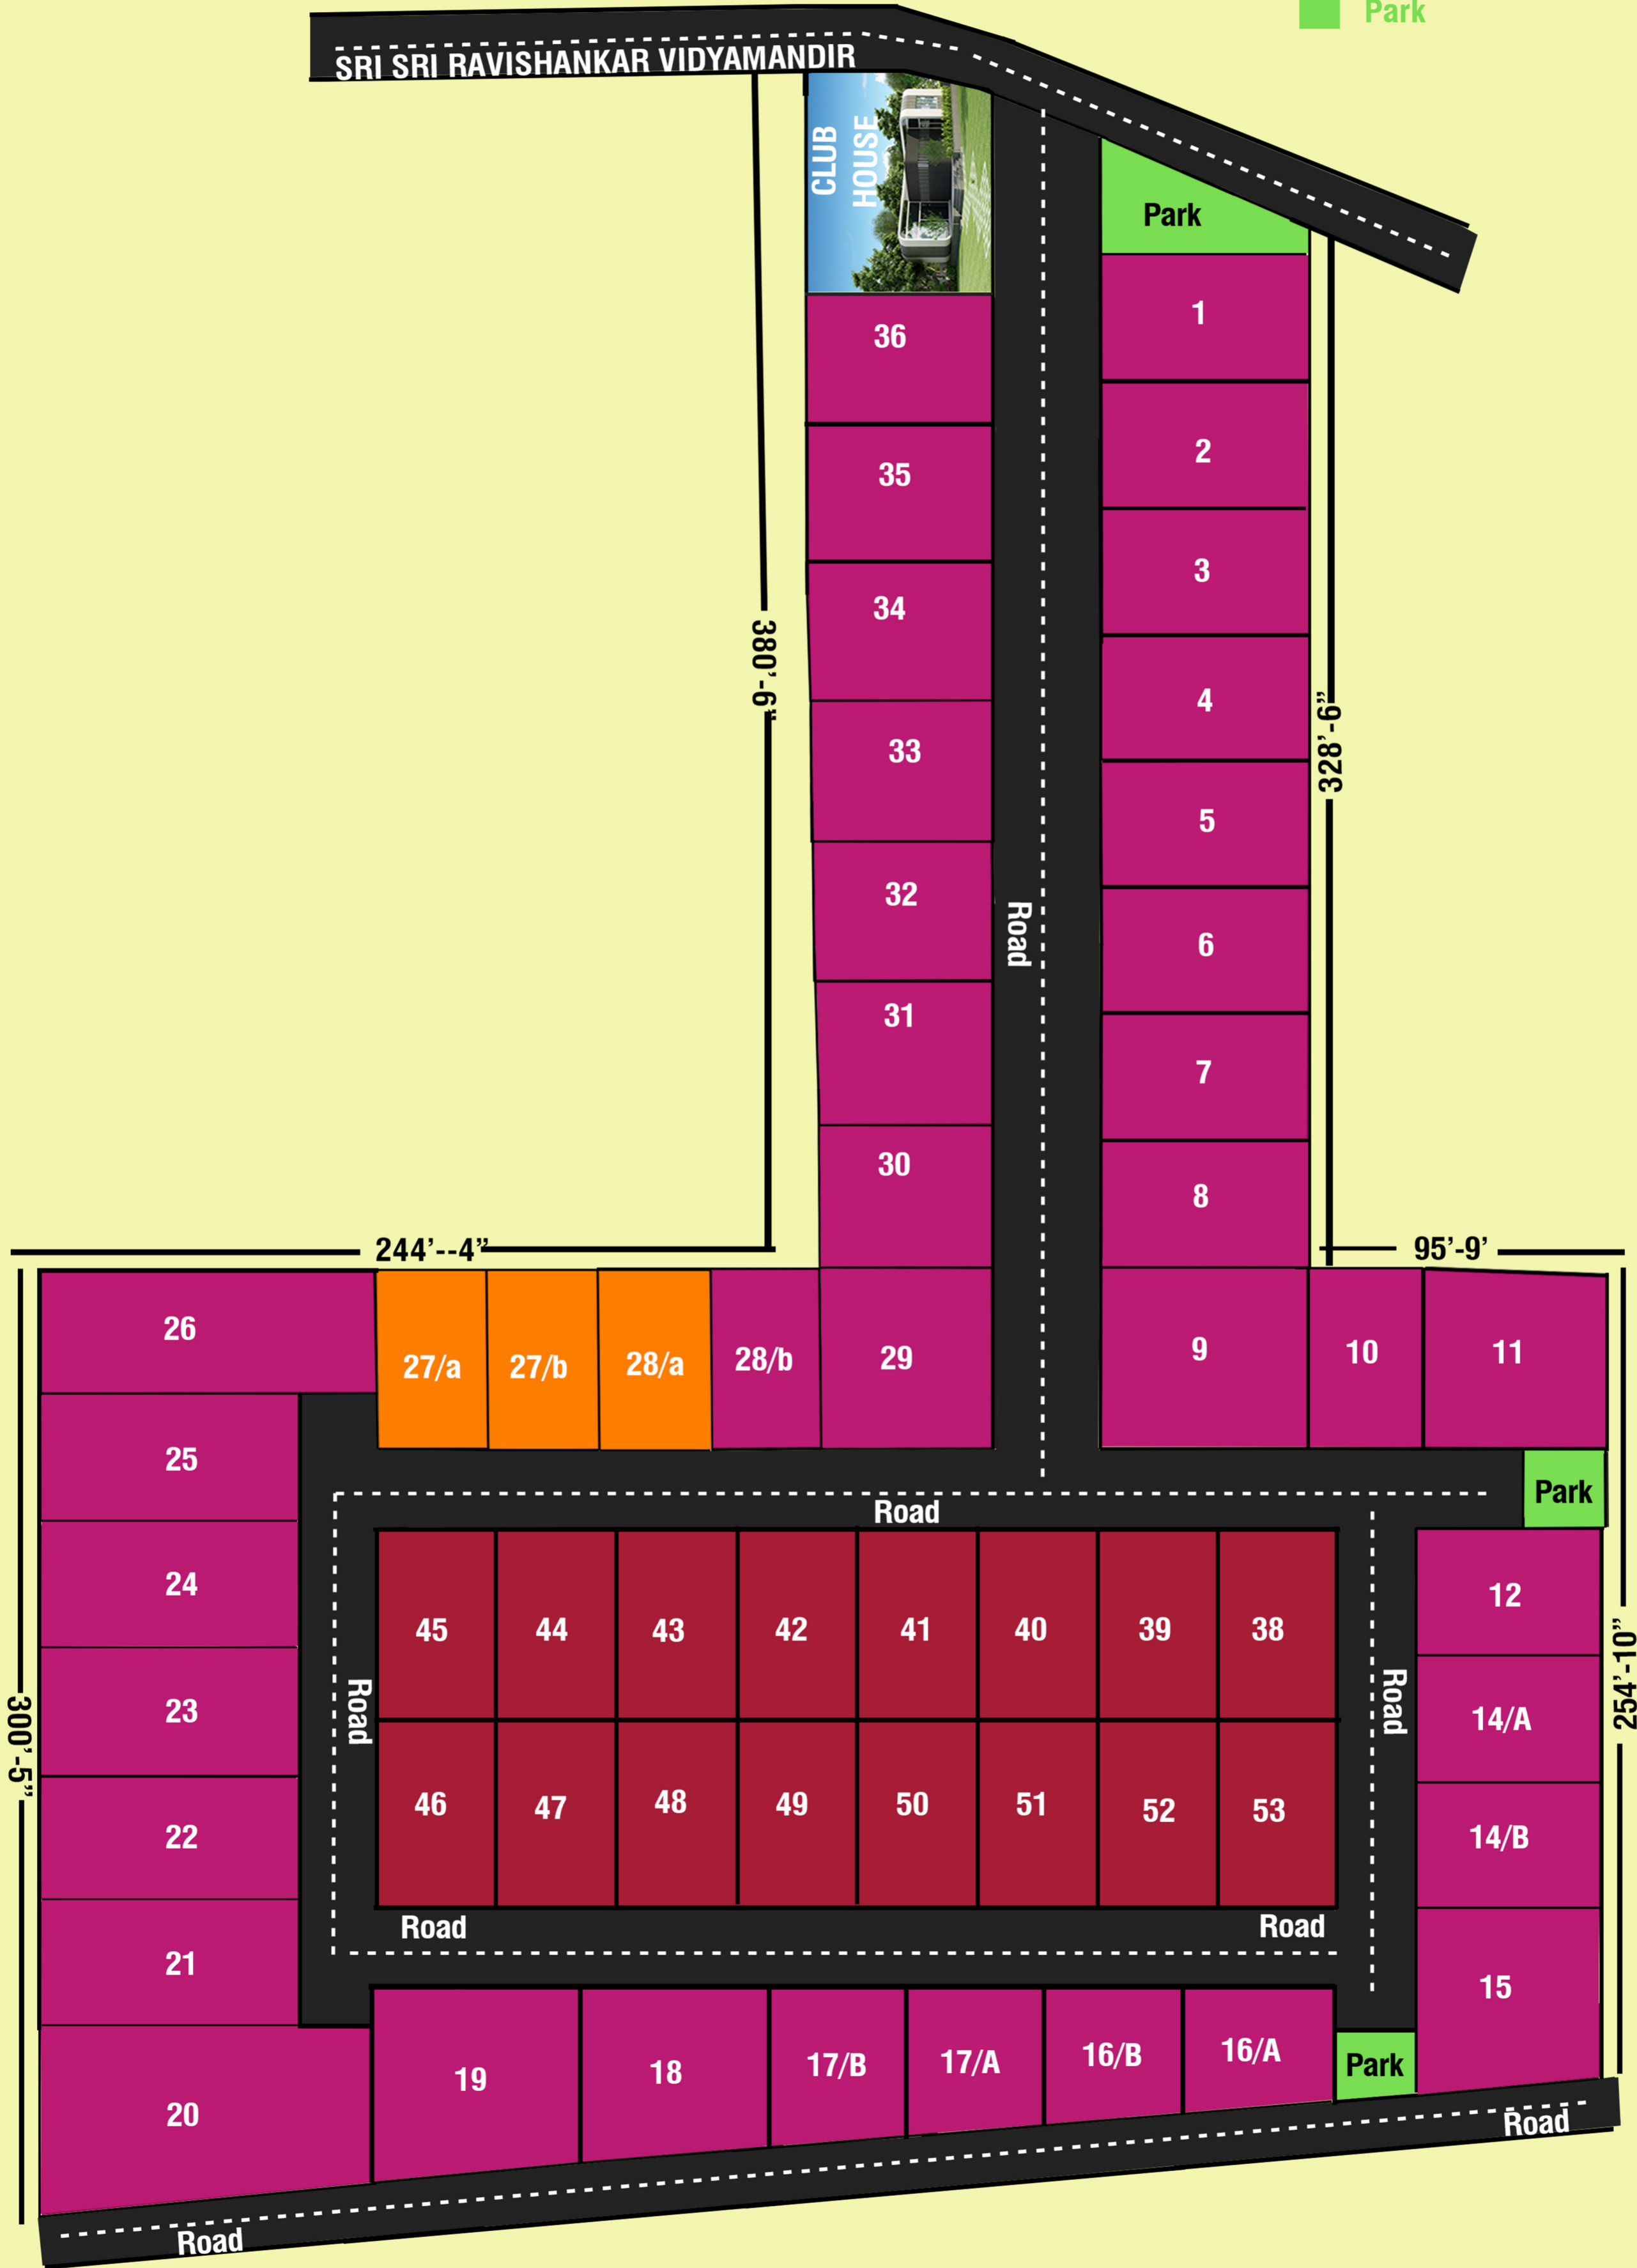 Park
SRI SRI RAVISHANKAR VIDYAMANDIR
CLUB
HOUSE
Park
1
36
2
35
3
34
380'-6"
4
328'-6"
33
5
32
Road
6
31
7
30
8
244'--4"
95'-9'
26
27/a
27/b
28/a
28/b
29
9
10
11
25
Park
Road
24
12
45
44
43
42
41
40
39
38
Road
Road
254'-10"
23
14/A
300'-5"
46
47
48
49
50
51
52
53
22
14/B
Road
Road
21
15
19
18
17/B
17/A
16/B
16/A
Park
20
Road
Road